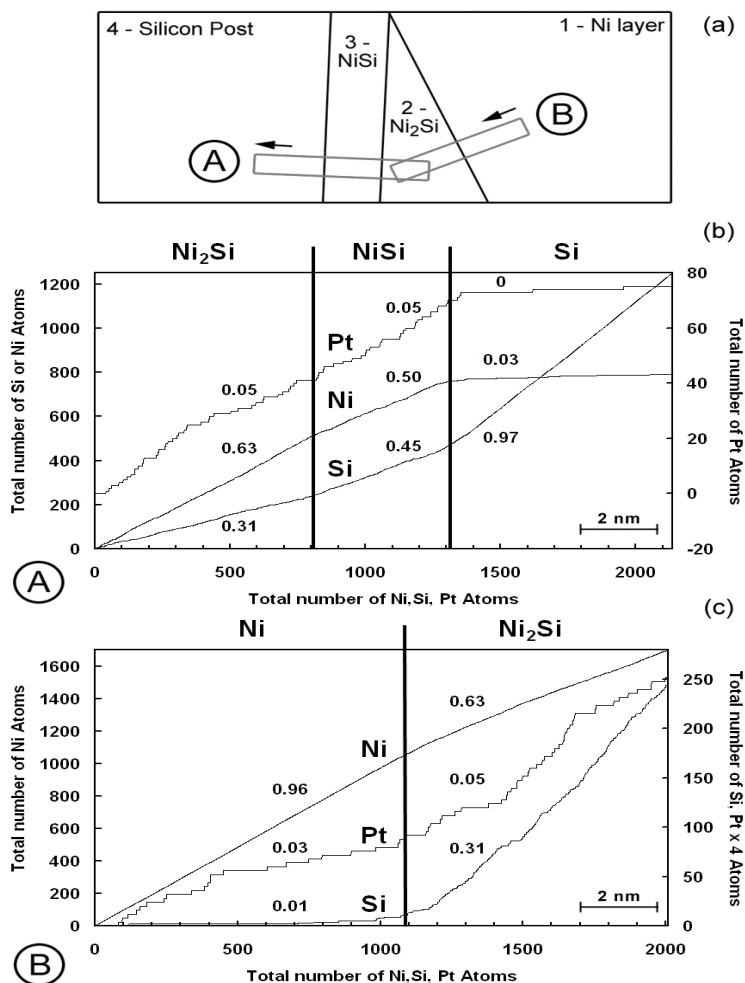 (a)
4 - Silicon Post
3 -
NiSi
1 - Ni layer
2 -
Ni₂Si
A
B
(b)
Ni₂Si NiSi Si
Total number of Si or Ni Atoms
1200
1000
800
600
400
200
0
80
60
40
20
0
-20
Total number of Pt Atoms
Pt
Ni
Si
0.05
0.05
0
0.63
0.50
0.03
0.31
0.45
0.97
2 nm
0 500 1000 1500 2000
Total number of Ni,Si, Pt Atoms
A
(c)
Ni Ni₂Si
Total number of Ni Atoms
1600
1400
1200
1000
800
600
400
200
0
250
200
150
100
50
0
Total number of Si, Pt x 4 Atoms
Ni
Pt
Si
0.96
0.63
0.03
0.05
0.01
0.31
2 nm
0 500 1000 1500 2000
Total number of Ni,Si, Pt Atoms
B